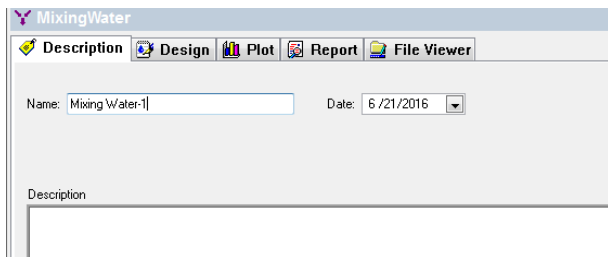 MixingWater
Description Design Plot Report File Viewer
Name: Mixing Water-1 Date: 6 /21/2016
Description